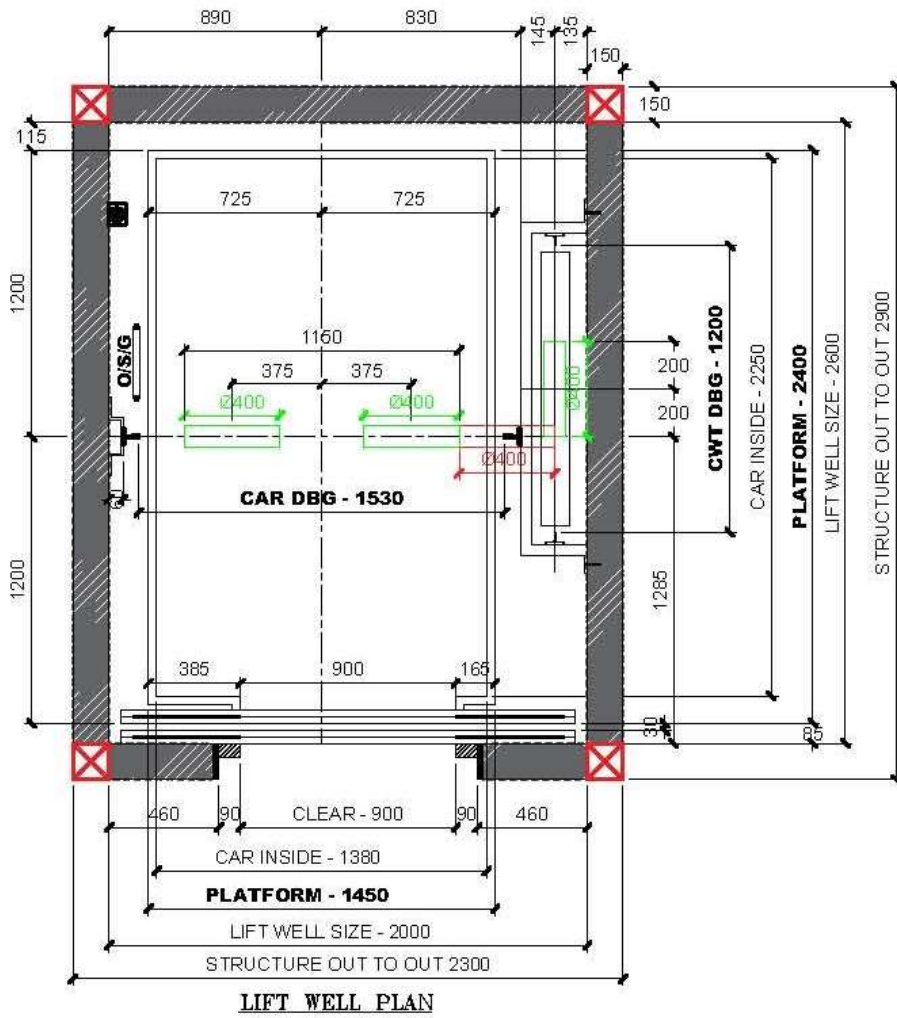 890
830
145
135
150
150
115
725
725
1200
O/S/G
1150
375
375
Ø400
Ø400
Ø400
Ø400
200
200
CWT DBG - 1200
CAR INSIDE - 2250
PLATFORM - 2400
LIFT WELL SIZE - 2600
STRUCTURE OUT TO OUT 2900
CAR DBG - 1530
1200
1285
385
900
165
30
85
460
90
CLEAR - 900
90
460
CAR INSIDE - 1380
PLATFORM - 1450
LIFT WELL SIZE - 2000
STRUCTURE OUT TO OUT 2300
LIFT WELL PLAN